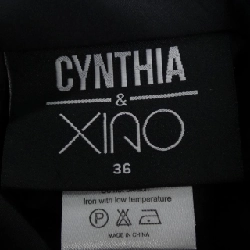 CYNTHIA
&
XIAO
36
Iron with low temperature
P
MADE IN CHINA